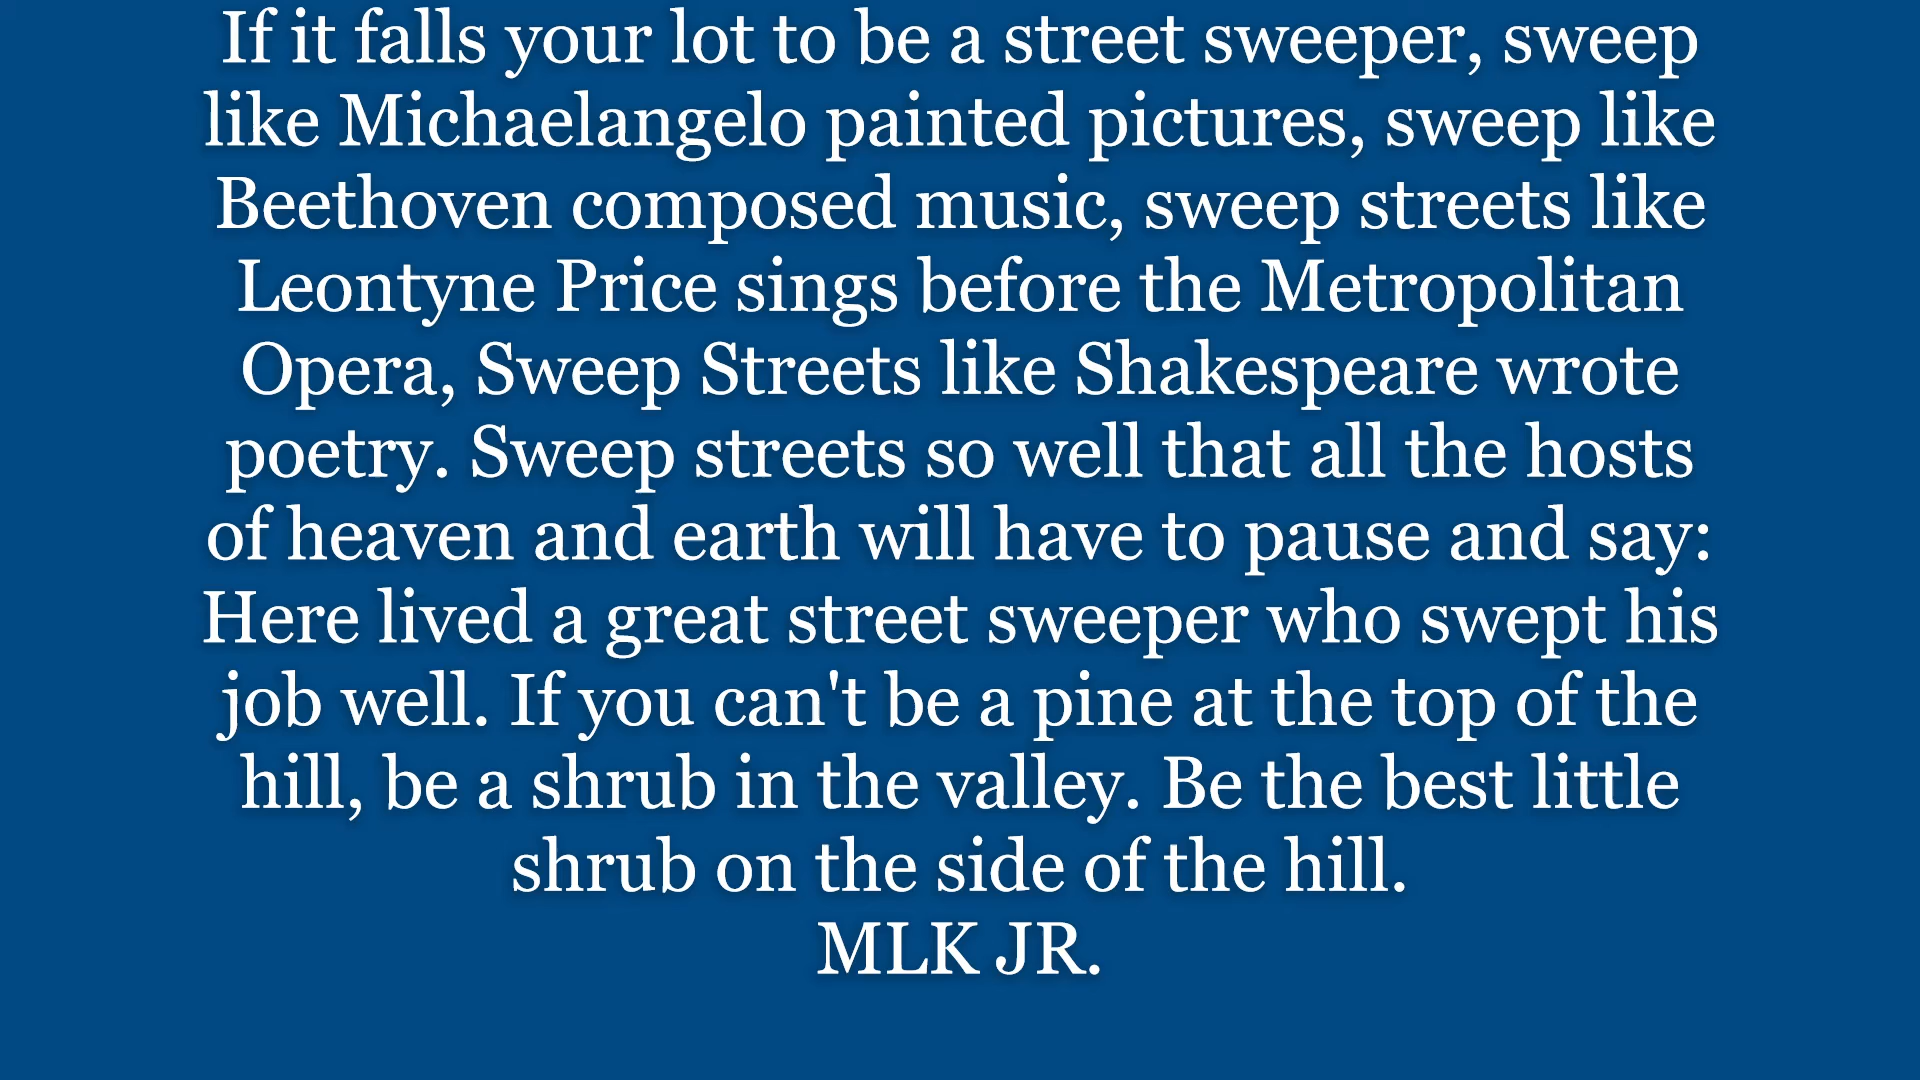 If it falls your lot to be a street sweeper, sweep
like Michaelangelo painted pictures, sweep like
Beethoven composed music, sweep streets like
Leontyne Price sings before the Metropolitan
Opera, Sweep Streets like Shakespeare wrote
poetry. Sweep streets so well that all the hosts
of heaven and earth will have to pause and say:
Here lived a great street sweeper who swept his
job well. If you can't be a pine at the top of the
hill, be a shrub in the valley. Be the best little
shrub on the side of the hill.
MLK JR.